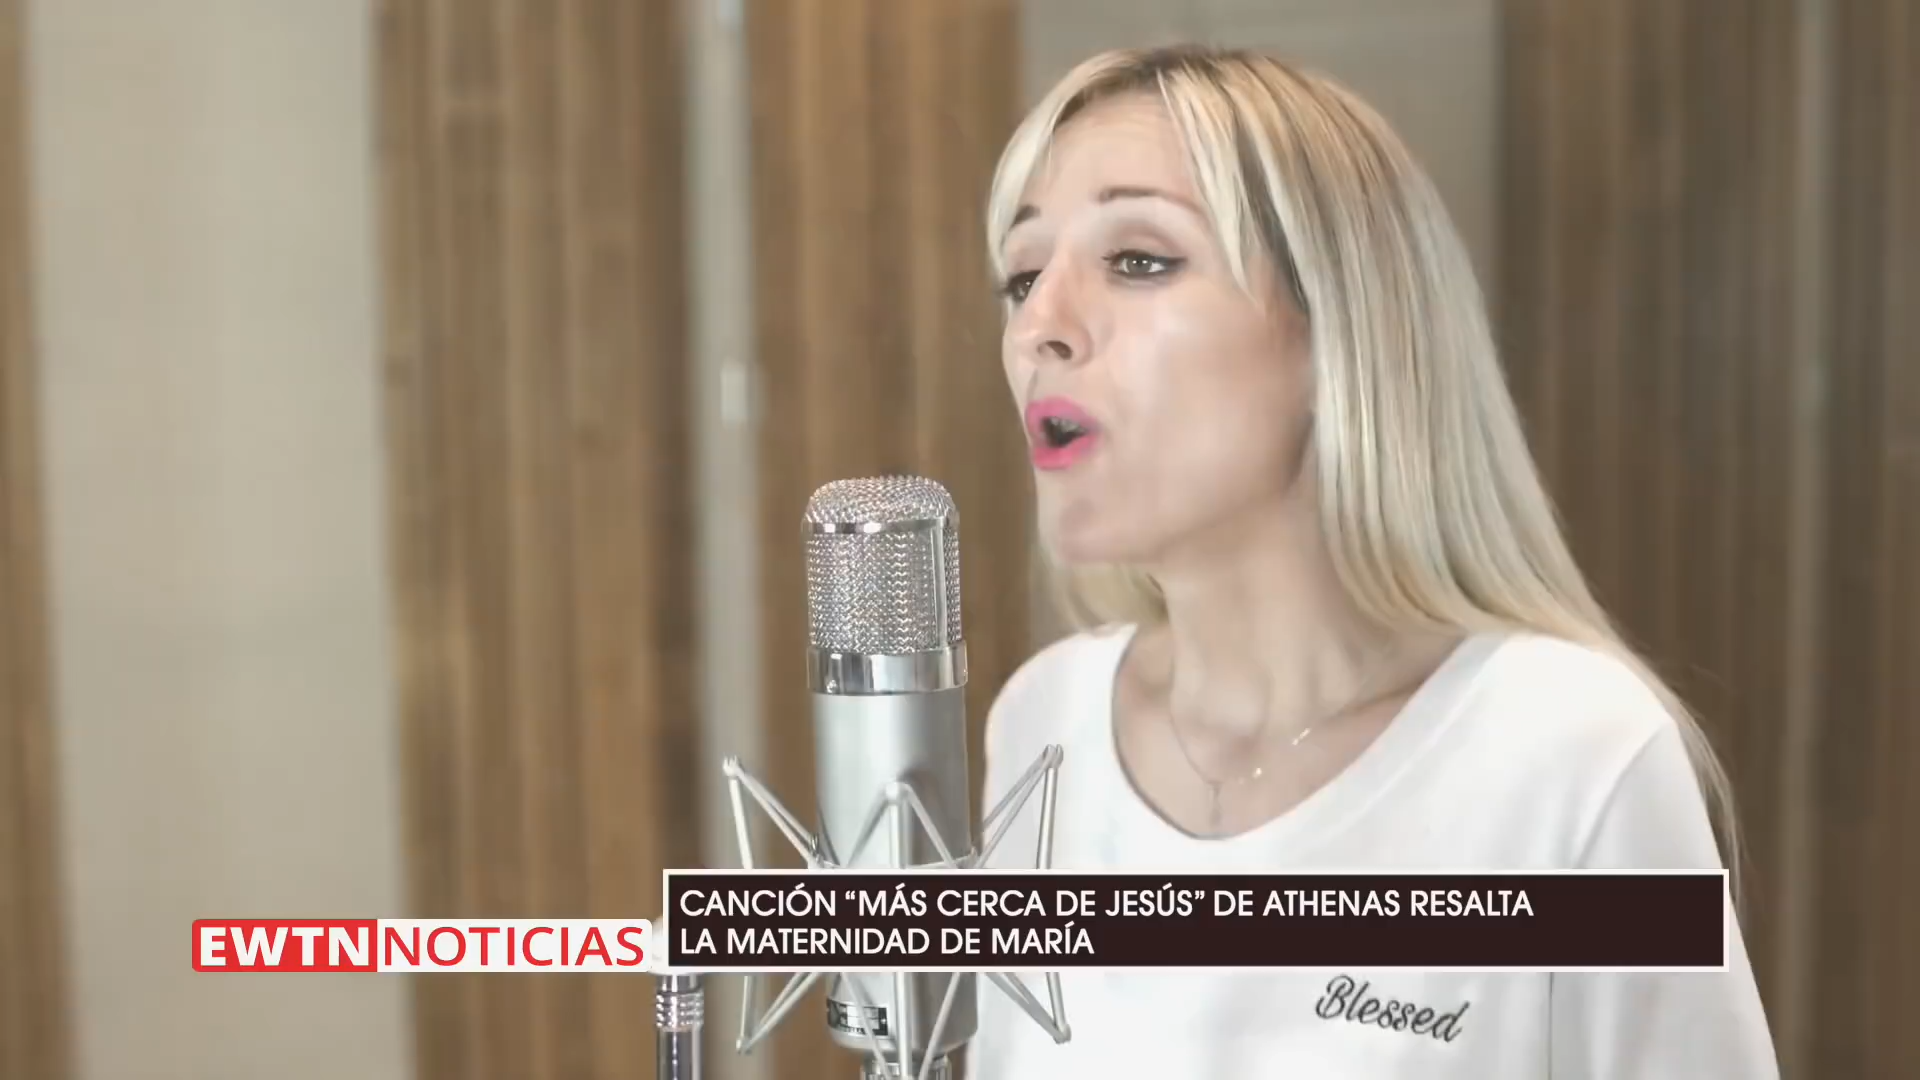 CANCIÓN “MÁS CERCA DE JESÚS” DE ATHENAS RESALTA
LA MATERNIDAD DE MARÍA
EWTN NOTICIAS
Blessed